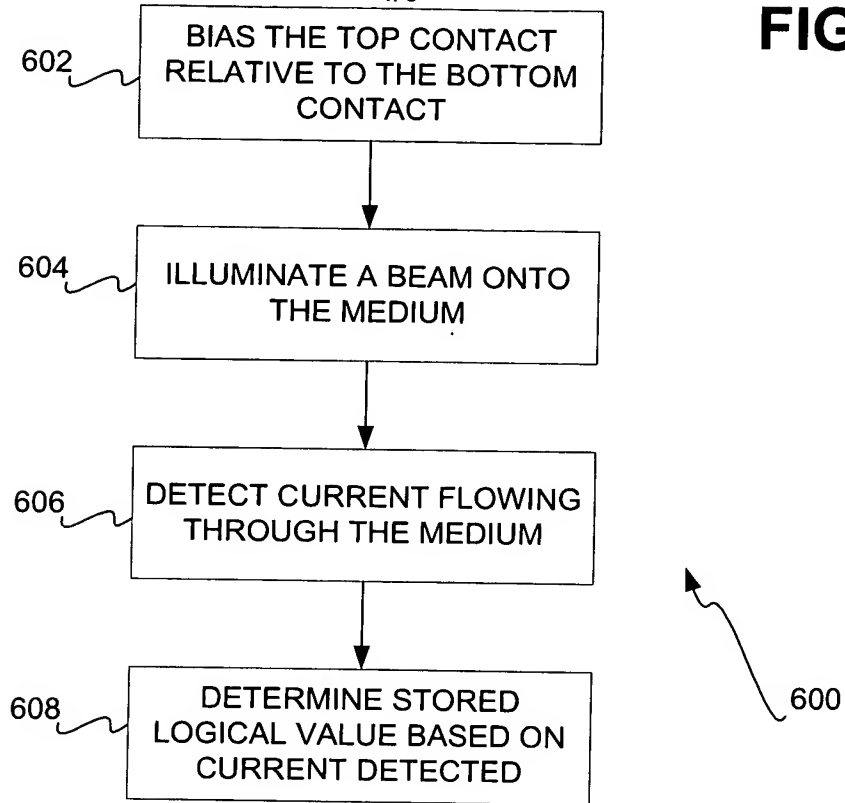 FIG
602
BIAS THE TOP CONTACT
RELATIVE TO THE BOTTOM
CONTACT
604
ILLUMINATE A BEAM ONTO
THE MEDIUM
606
DETECT CURRENT FLOWING
THROUGH THE MEDIUM
600
608
DETERMINE STORED
LOGICAL VALUE BASED ON
CURRENT DETECTED